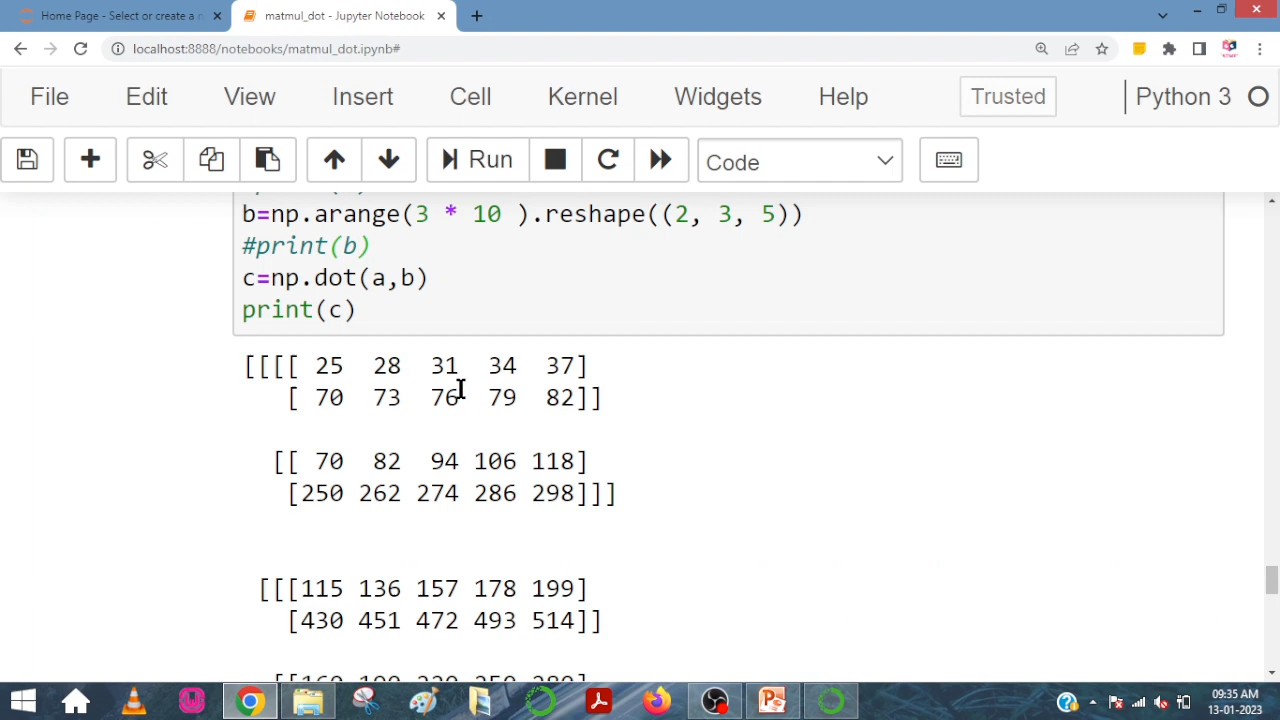 Home Page - Select or create a n
matmul_dot - Jupyter Notebook
localhost:8888/notebooks/matmul_dot.ipynb#
File Edit View Insert Cell Kernel Widgets Help Trusted Python 3
Run Code
b=np.arange(3 * 10 ).reshape((2, 3, 5))
#print(b)
c=np.dot(a,b)
print(c)
[[[[ 25 28 31 34 37]
[ 70 73 76 79 82]]
[[ 70 82 94 106 118]
[250 262 274 286 298]]]
[[[115 136 157 178 199]
[430 451 472 493 514]]
09:35 AM
13-01-2023